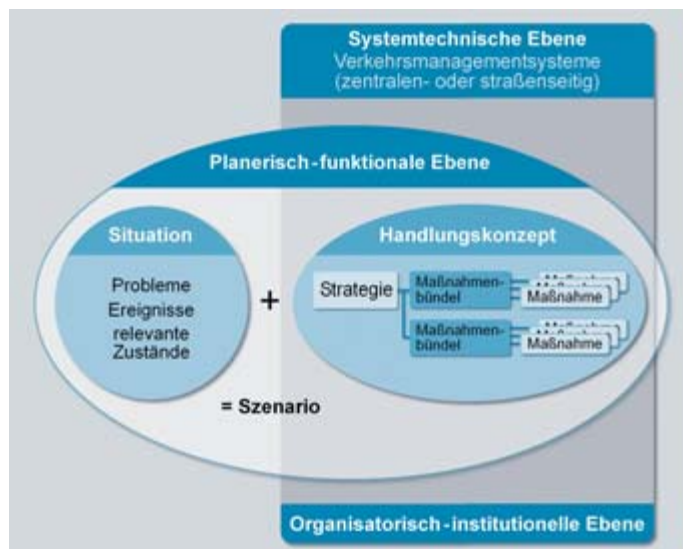 Systemtechnische Ebene
Verkehrsmanagementsysteme
(zentralen- oder straßenseitig)
Planerisch-funktionale Ebene
Situation
Probleme
Ereignisse
relevante
Zustände
+
Handlungskonzept
Strategie
Maßnahmen-
bündel
Maßnahme
Maßnahmen-
bündel
Maßnahme
= Szenario
Organisatorisch-institutionelle Ebene